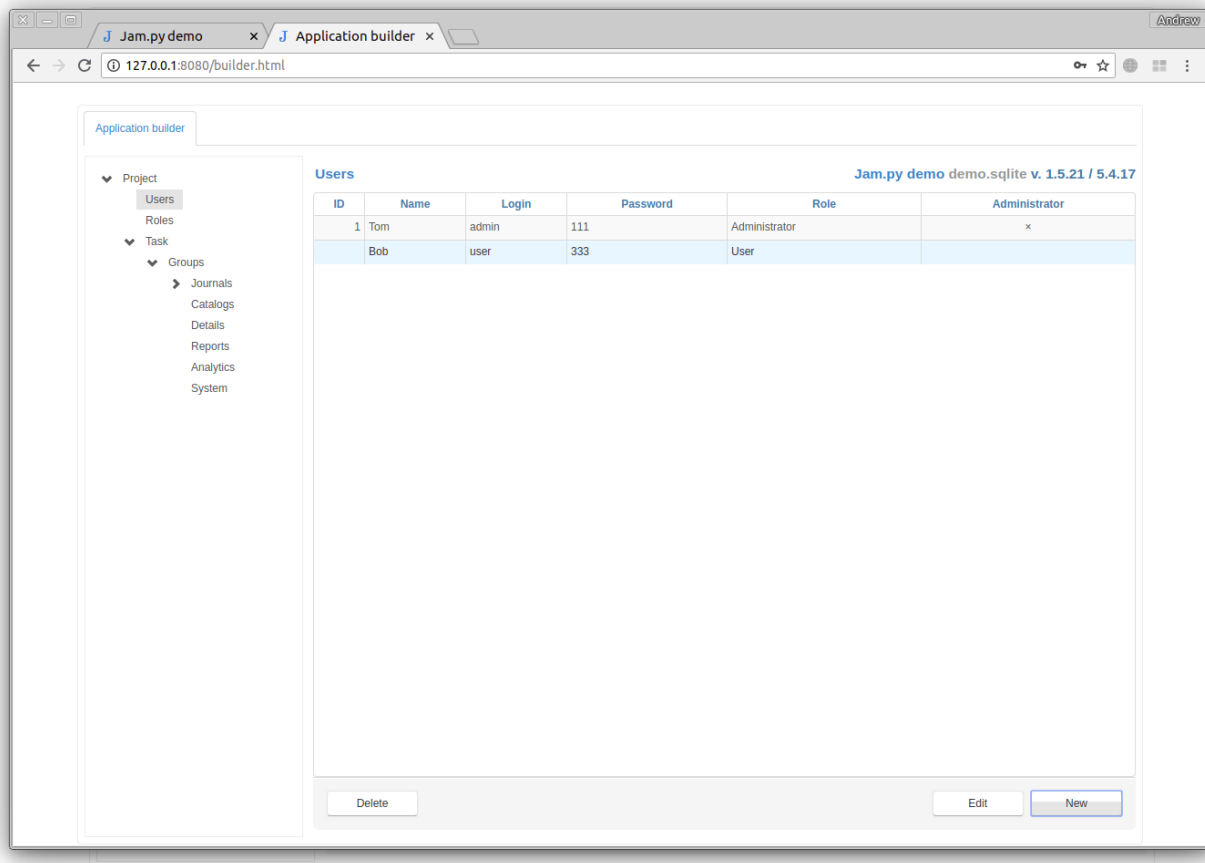 Andrew
Jam.py demo
Application builder
127.0.0.1:8080/builder.html
Application builder
Project
Users
Roles
Task
Groups
Journals
Catalogs
Details
Reports
Analytics
System
Users
Jam.py demo demo.sqlite v. 1.5.21 / 5.4.17
ID Name Login Password Role Administrator
1 Tom admin 111 Administrator ×
Bob user 333 User
Delete
Edit
New